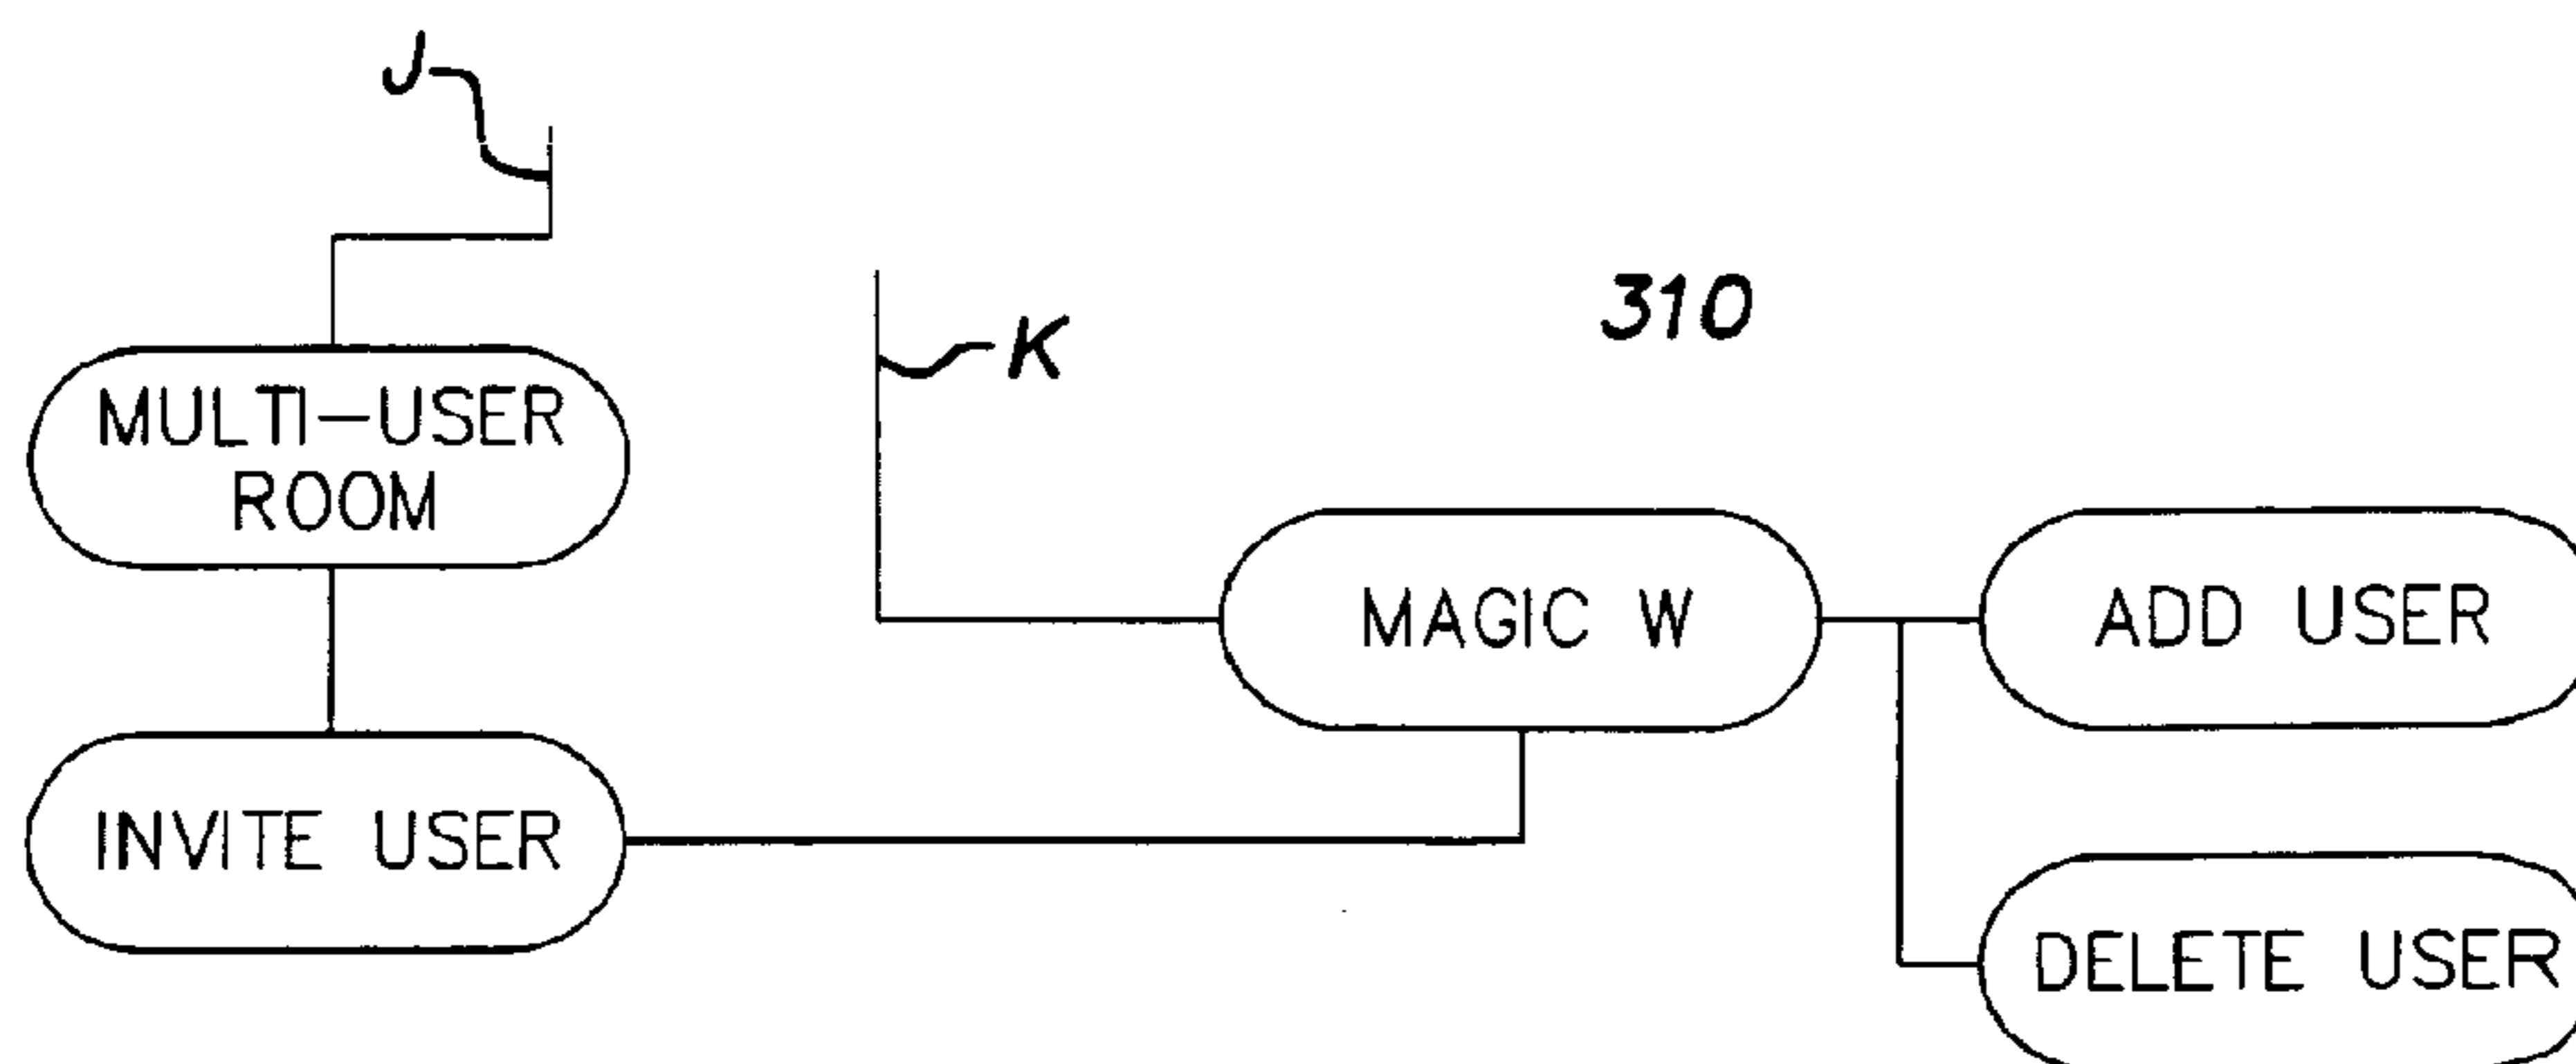 J
K
310
MULTI-USER
ROOM
MAGIC W
ADD USER
INVITE USER
DELETE USER